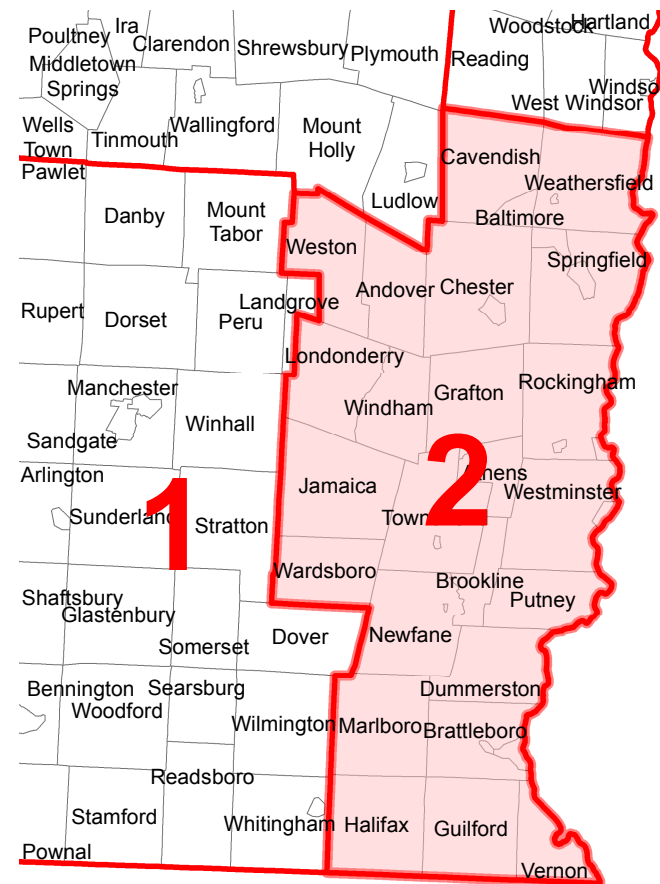 Ira
Woodstock
Hartland
Poultney
Clarendon
Shrewsbury
Plymouth
Reading
Middletown
Springs
Windso
West Windsor
Wells
Town
Tinmouth
Wallingford
Mount
Holly
Cavendish
Pawlet
Weathersfield
Ludlow
Danby
Mount
Tabor
Baltimore
Weston
Springfield
Andover
Chester
Landgrove
Rupert
Dorset
Peru
Londonderry
Manchester
Windham
Grafton
Rockingham
Winhall
Sandgate
Arlington
Jamaica
2
Athens
Westminster
1
Sunderland
Stratton
Town
Wardsboro
Brookline
Putney
Shaftsbury
Glastenbury
Somerset
Dover
Newfane
Bennington
Searsburg
Dummerston
Woodford
Wilmington
Marlboro
Brattleboro
Readsboro
Stamford
Whitingham
Halifax
Guilford
Pownal
Vernon